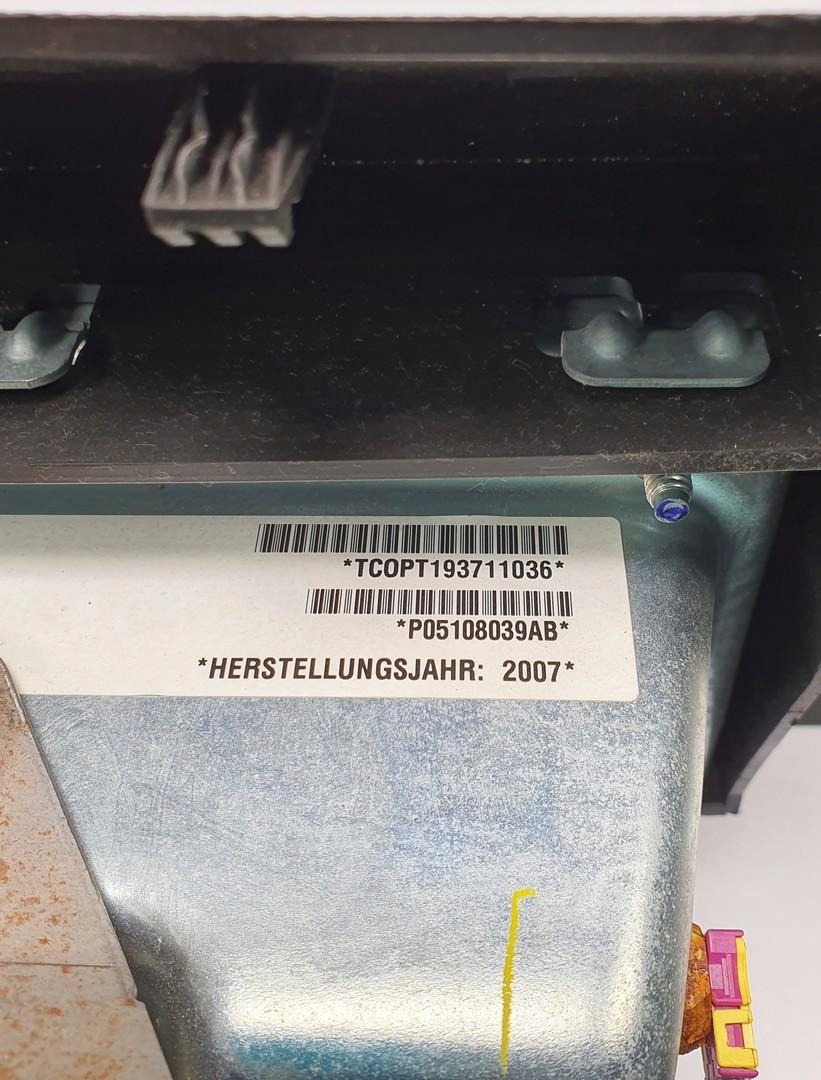 *TCOPT193711036*
*P05108039AB*
*HERSTELLUNGSJAHR: 2007*